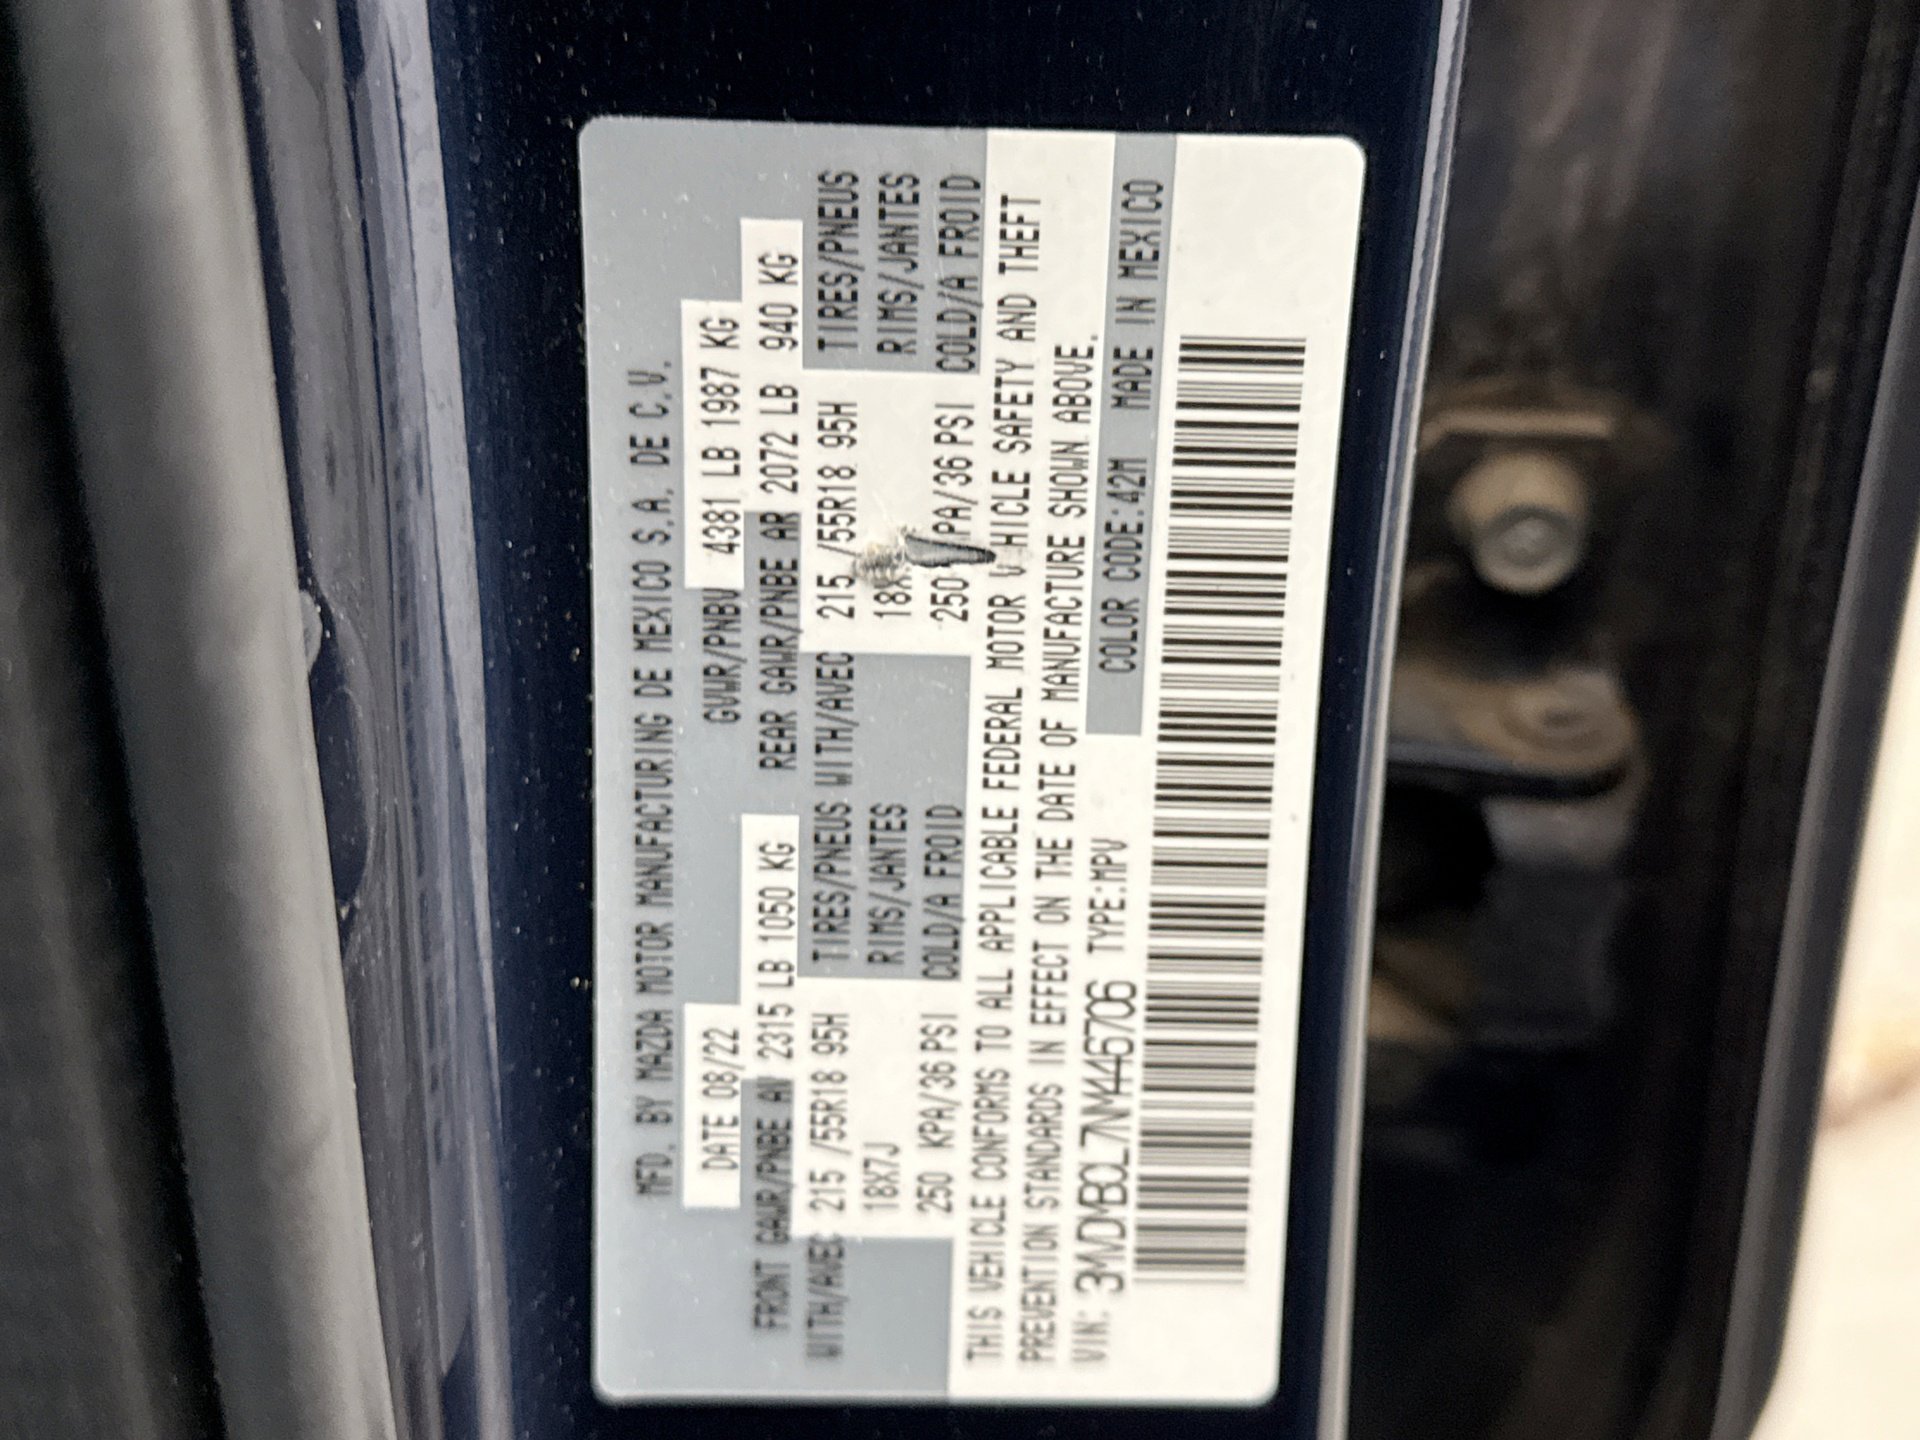 MFD. BY MAZDA MOTOR MANUFACTURING DE MEXICO S.A. DE C.V.
DATE 08/22 GVWR/PNBV 4381 LB 1987 KG
FRONT GAWR/PNBE AV 2315 LB 1050 KG REAR GAWR/PNBE AR 2072 LB 940 KG
WITH/AVEC 215 /55R18 95H TIRES/PNEUS WITH/AVEC 215 /55R18 95H TIRES/PNEUS
18X7J RIMS/JANTES 18X RIMS/JANTES
250 KPA/36 PSI COLD/A FROID 250 PA/36 PSI COLD/A FROID
THIS VEHICLE CONFORMS TO ALL APPLICABLE FEDERAL MOTOR VEHICLE SAFETY AND THEFT
PREVENTION STANDARDS IN EFFECT ON THE DATE OF MANUFACTURE SHOWN ABOVE.
VIN: 3MVDMBCL7NM446706 TYPE:MPV COLOR CODE:42M MADE IN MEXICO